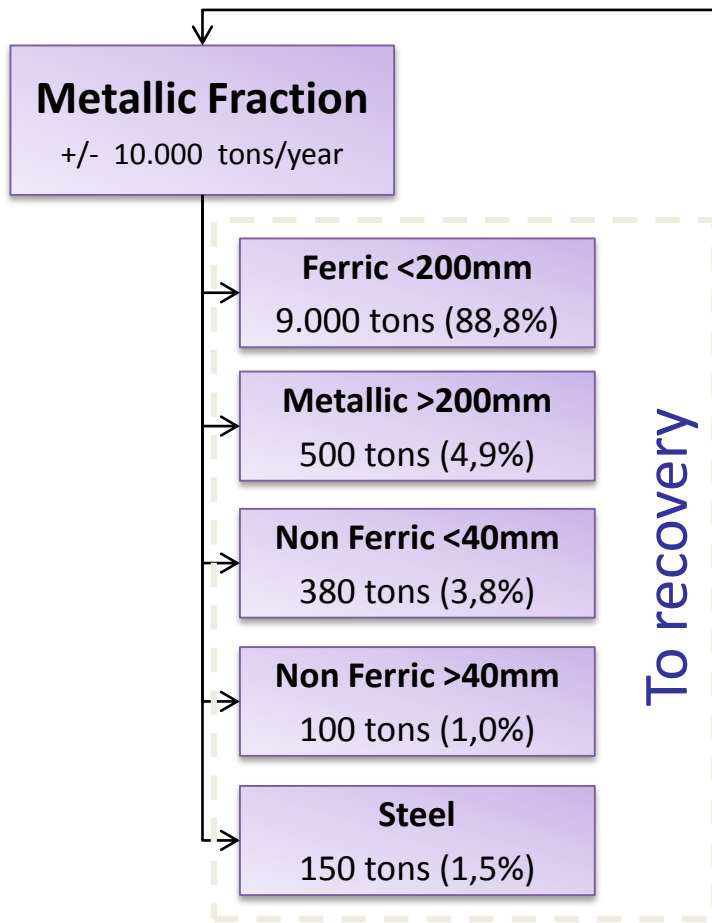 Metallic Fraction
+/- 10.000 tons/year
Ferric <200mm
9.000 tons (88,8%)
Metallic >200mm
500 tons (4,9%)
Non Ferric <40mm
380 tons (3,8%)
Non Ferric >40mm
100 tons (1,0%)
Steel
150 tons (1,5%)
To recovery